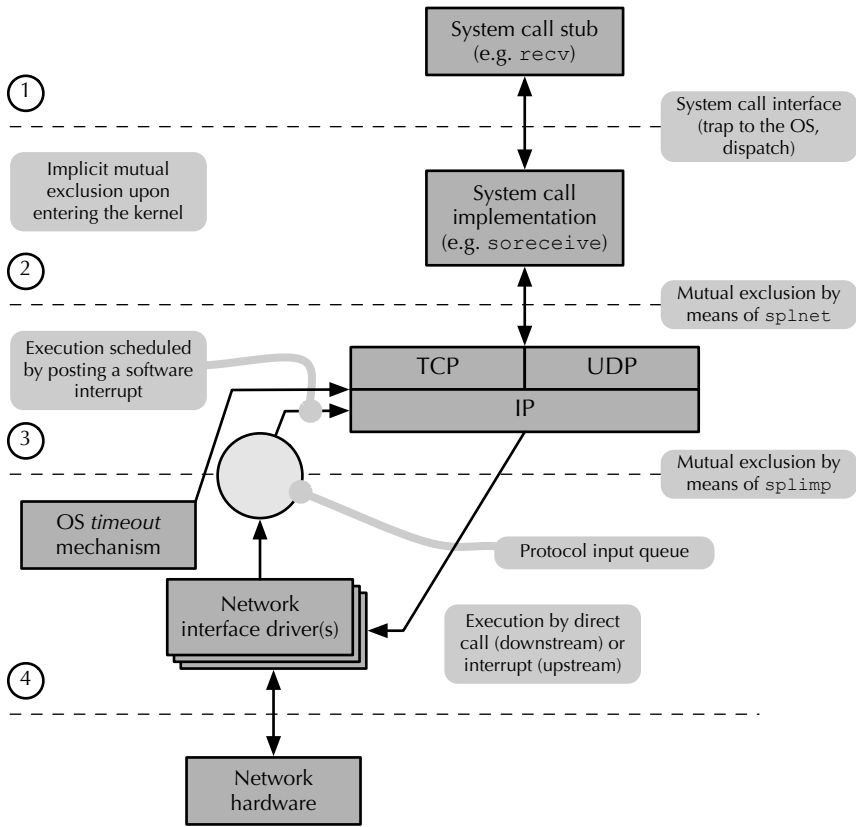 System call stub
(e.g. recv)
1
System call interface
(trap to the OS,
dispatch)
Implicit mutual
exclusion upon
entering the kernel
System call
implementation
(e.g. soreceive)
2
Mutual exclusion by
means of splnet
Execution scheduled
by posting a software
interrupt
TCP
UDP
IP
3
Mutual exclusion by
means of splimp
OS timeout
mechanism
Protocol input queue
Network
interface driver(s)
Execution by direct
call (downstream) or
interrupt (upstream)
4
Network
hardware